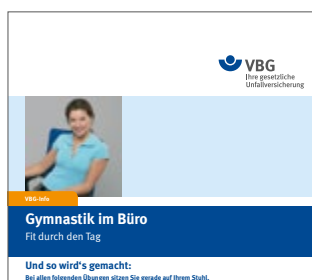 VBG
Ihre gesetzliche
Unfallversicherung
VBG-Info
Gymnastik im Büro
Fit durch den Tag
Und so wird's gemacht:
Bei allen folgenden Übungen sitzen Sie gerade auf Ihrem Stuhl.